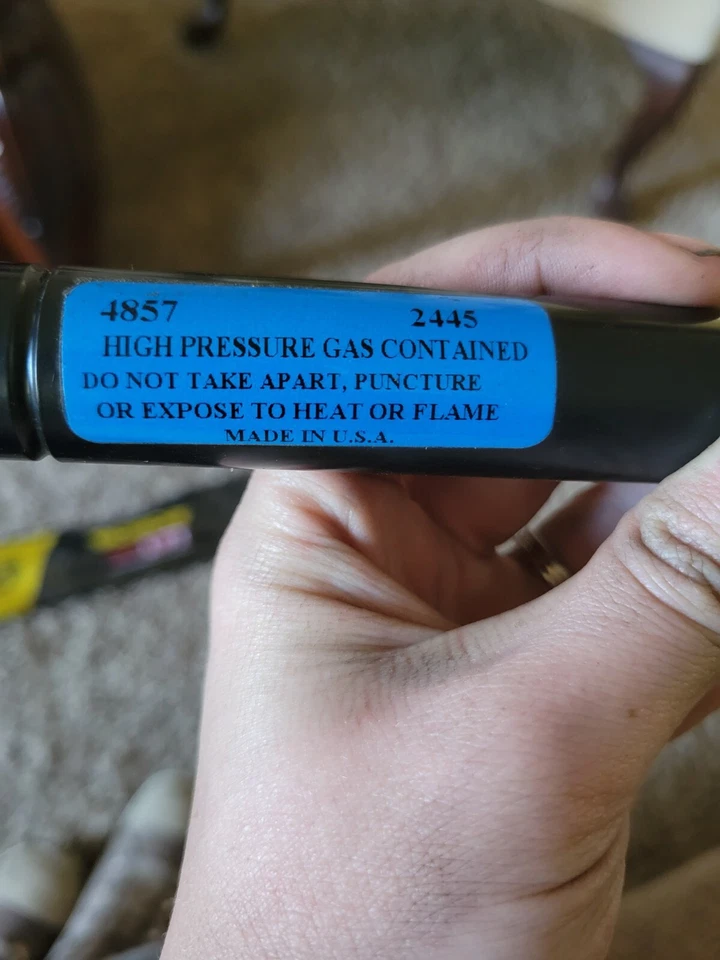 4857 2445
HIGH PRESSURE GAS CONTAINED
DO NOT TAKE APART, PUNCTURE
OR EXPOSE TO HEAT OR FLAME
MADE IN U.S.A.